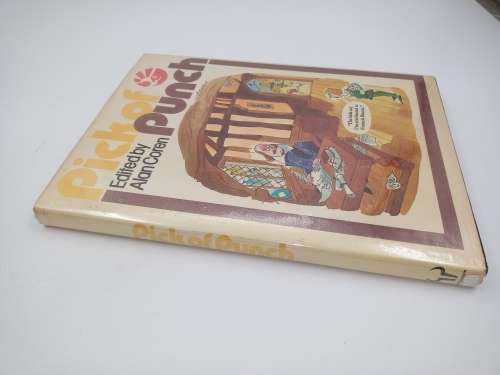 Pick of
Punch
Edited by
Alan Coren
Pick of Punch